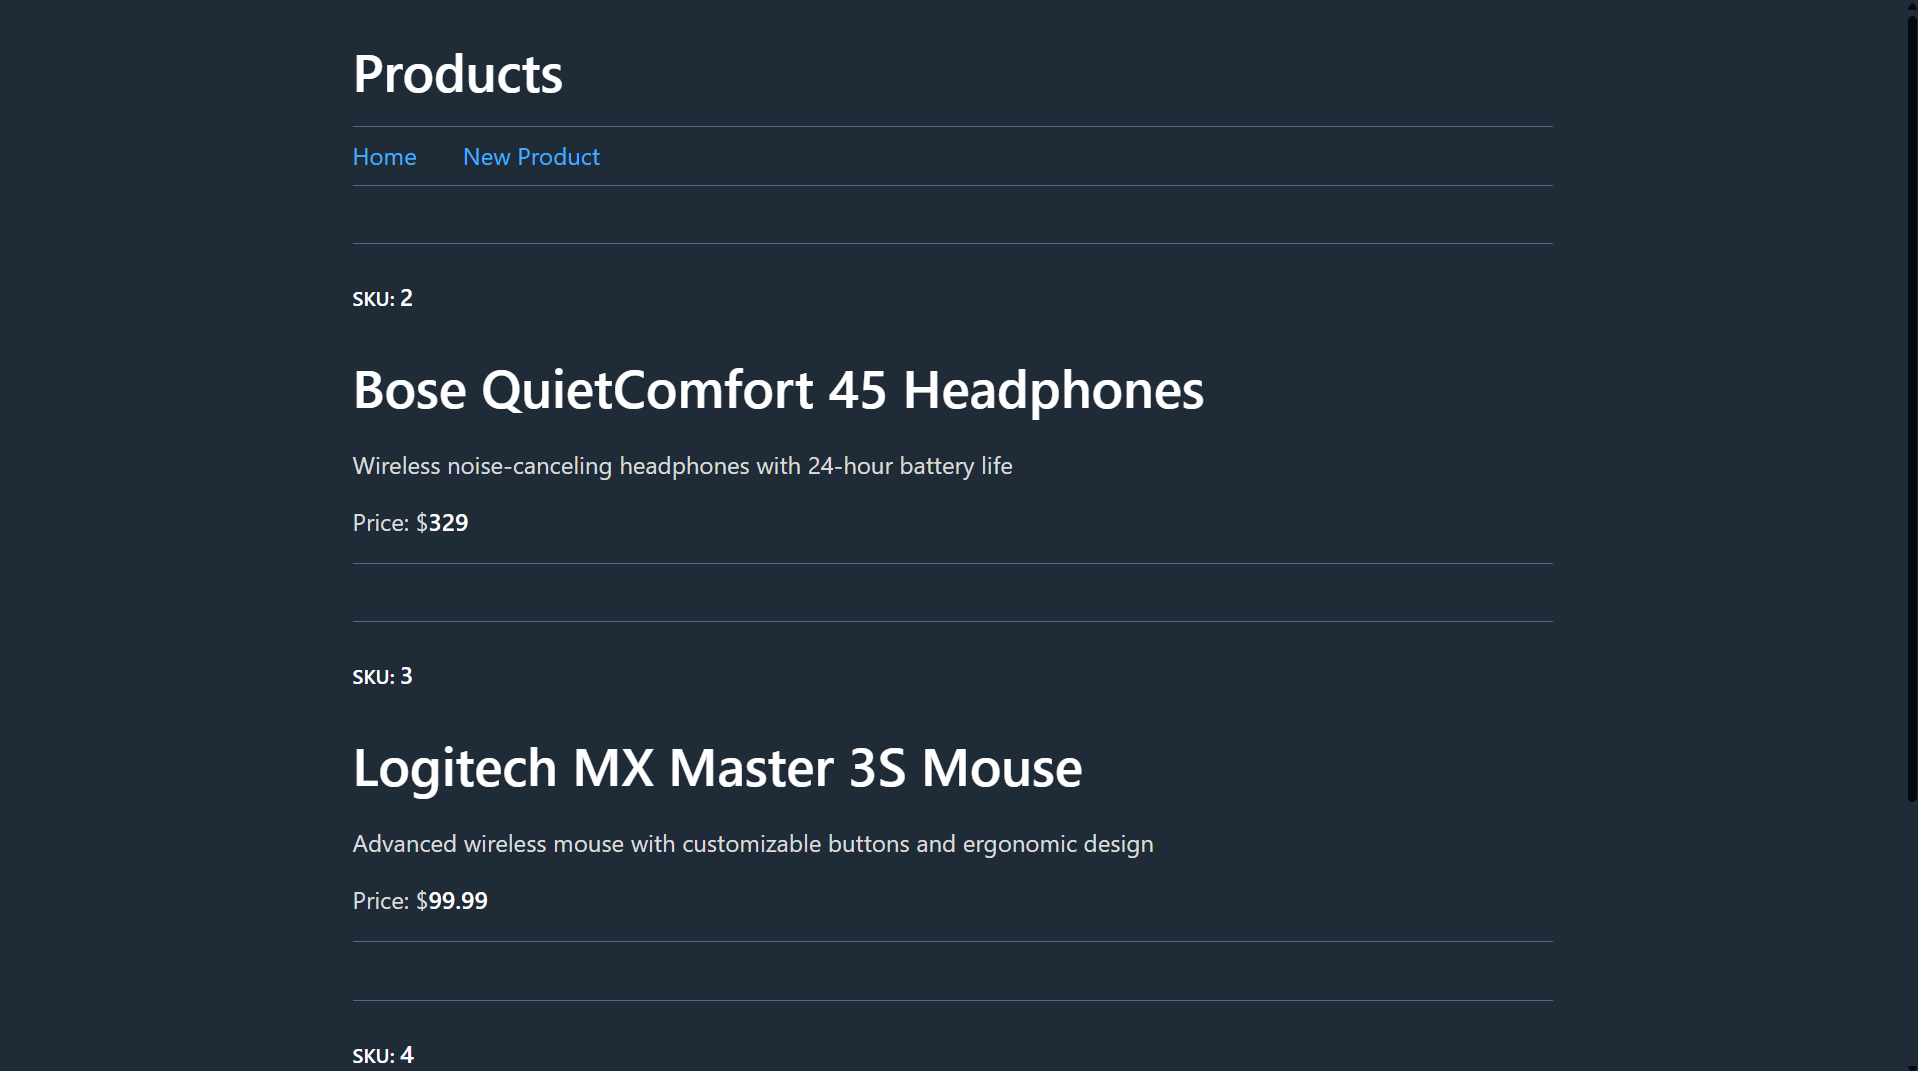 Products
Home New Product
SKU: 2
Bose QuietComfort 45 Headphones
Wireless noise-canceling headphones with 24-hour battery life
Price: $329
SKU: 3
Logitech MX Master 3S Mouse
Advanced wireless mouse with customizable buttons and ergonomic design
Price: $99.99
SKU: 4